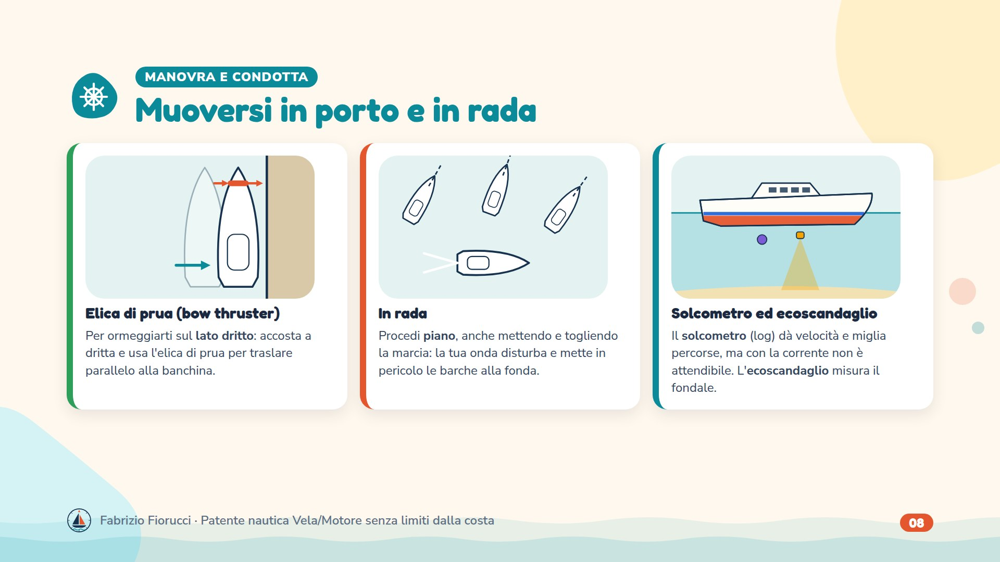 MANOVRA E CONDOTTA
Muoversi in porto e in rada
Elica di prua (bow thruster)
Per ormeggiarti sul lato dritto: accosta a
dritta e usa l'elica di prua per traslare
parallelo alla banchina.
In rada
Procedi piano, anche mettendo e togliendo
la marcia: la tua onda disturba e mette in
pericolo le barche alla fonda.
Solcometro ed ecoscandaglio
Il solcometro (log) dà velocità e miglia
percorse, ma con la corrente non è
attendibile. L'ecoscandaglio misura il
fondale.
Fabrizio Fiorucci · Patente nautica Vela/Motore senza limiti dalla costa
08